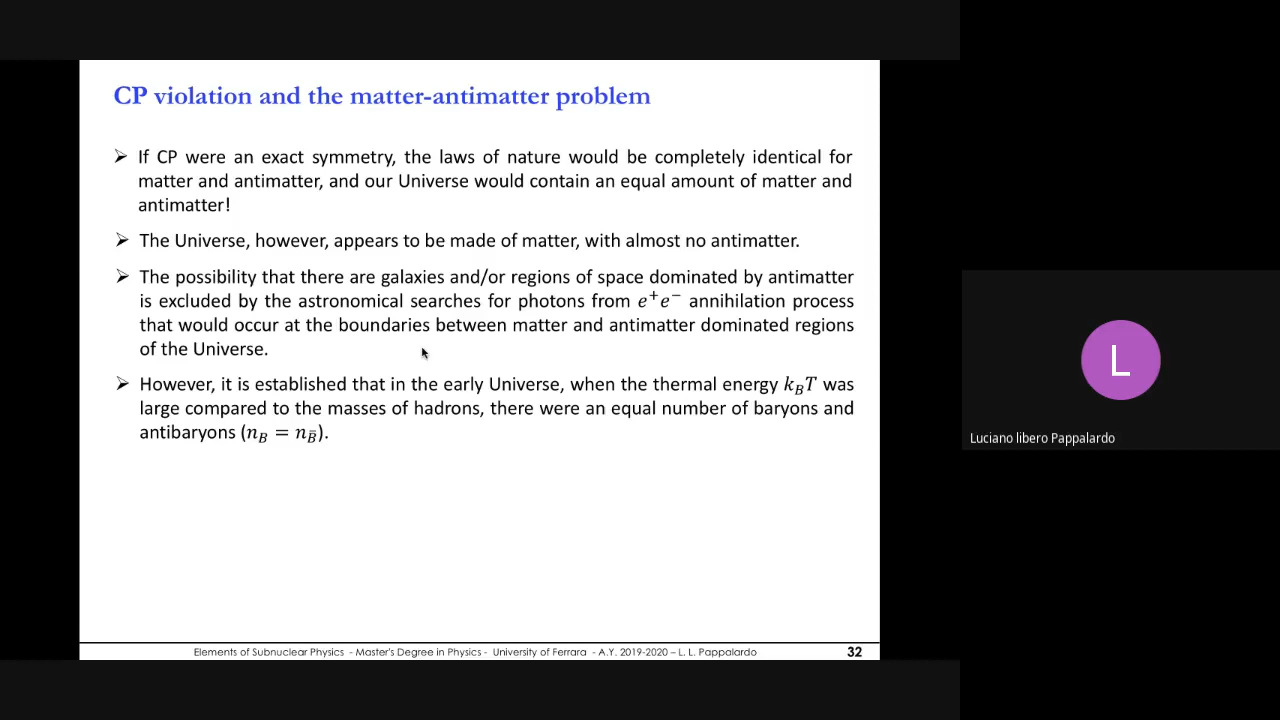 CP violation and the matter-antimatter problem
➢ If CP were an exact symmetry, the laws of nature would be completely identical for
matter and antimatter, and our Universe would contain an equal amount of matter and
antimatter!
➢ The Universe, however, appears to be made of matter, with almost no antimatter.
➢ The possibility that there are galaxies and/or regions of space dominated by antimatter
is excluded by the astronomical searches for photons from e⁺e⁻ annihilation process
that would occur at the boundaries between matter and antimatter dominated regions
of the Universe.
➢ However, it is established that in the early Universe, when the thermal energy k_BT was
large compared to the masses of hadrons, there were an equal number of baryons and
antibaryons (n_B = n_B̄).
Elements of Subnuclear Physics - Master's Degree in Physics - University of Ferrara - A.Y. 2019-2020 – L. L. Pappalardo 32
L
Luciano libero Pappalardo